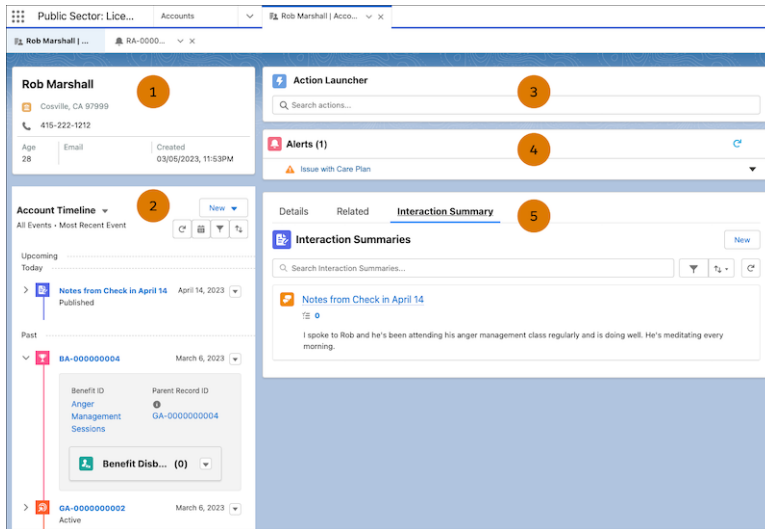 Public Sector: Lice...
Accounts
Rob Marshall | Acco...
Rob Marshall | ...
RA-0000...
Rob Marshall
1
Cosville, CA 97999
415-222-1212
Age
Email
Created
28
03/05/2023, 11:53PM
2
Account Timeline
New
All Events • Most Recent Event
Upcoming
Today
Notes from Check in April 14
April 14, 2023
Published
Past
BA-000000004
March 6, 2023
Benefit ID
Parent Record ID
Anger
Management
GA-0000000004
Sessions
Benefit Disb... (0)
GA-0000000002
March 6, 2023
Active
Action Launcher
3
Search actions...
Alerts (1)
4
Issue with Care Plan
Details
Related
Interaction Summary
5
Interaction Summaries
New
Search Interaction Summaries...
Notes from Check in April 14
0
I spoke to Rob and he's been attending his anger management class regularly and is doing well. He's meditating every
morning.